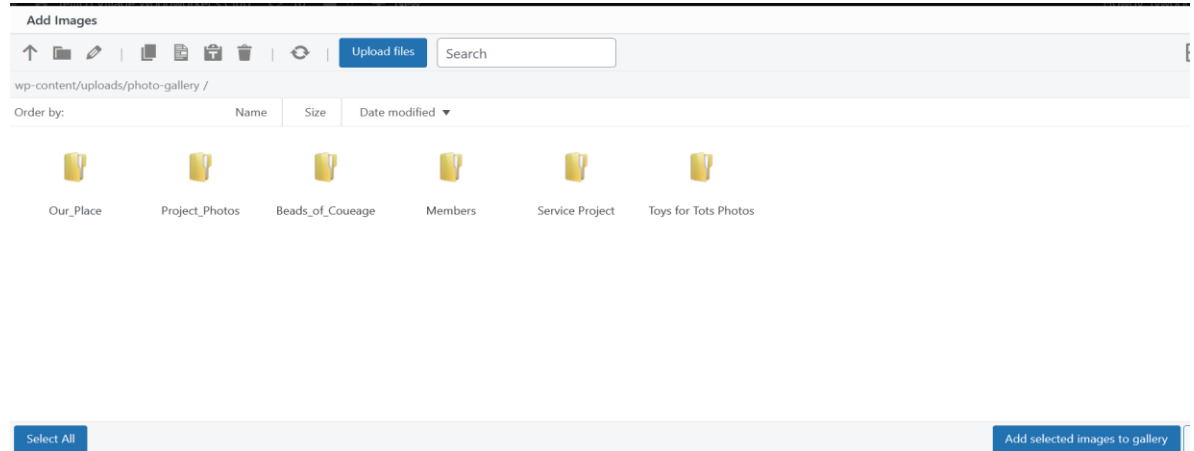 Add Images
Upload files
Search
wp-content/uploads/photo-gallery /
Order by: Name Size Date modified
Our_Place Project_Photos Beads_of_Coueage Members Service Project Toys for Tots Photos
Select All Add selected images to gallery